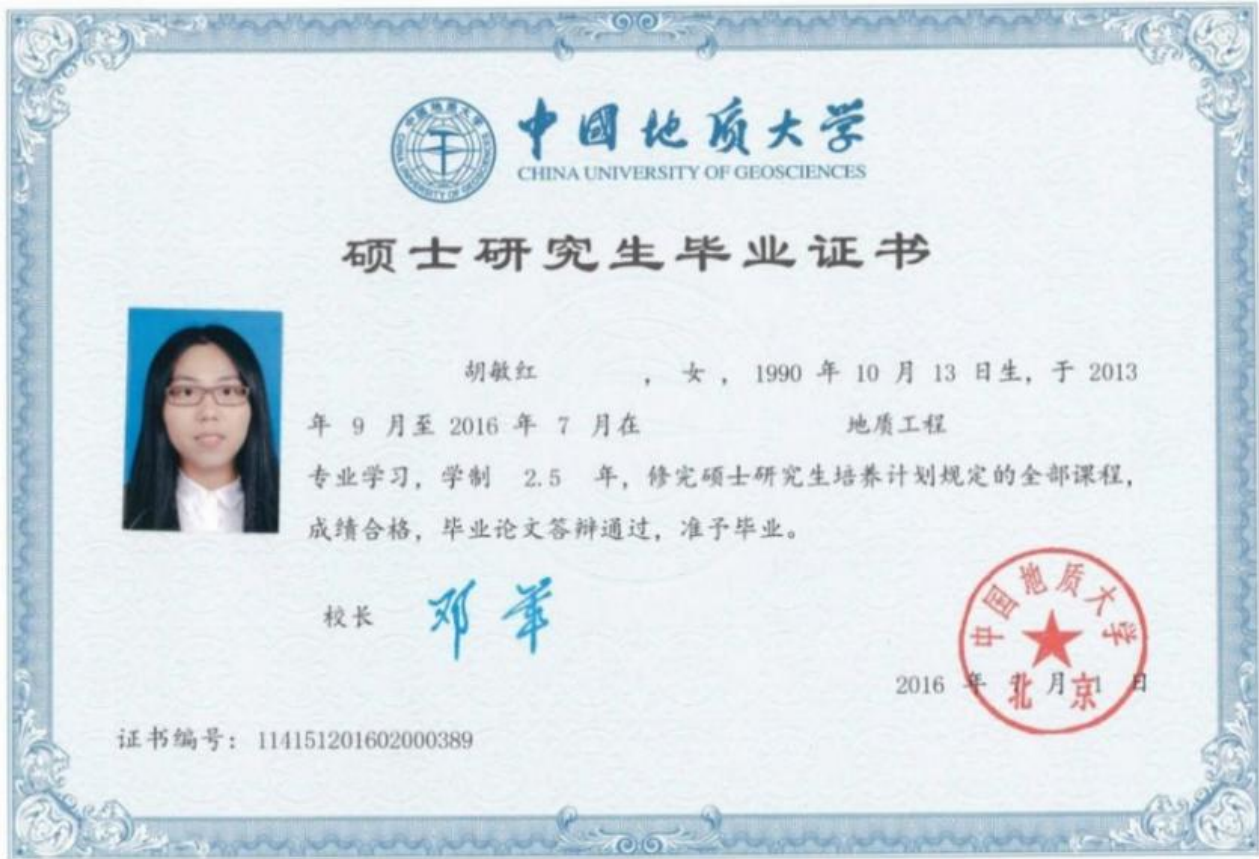 中國地质大学
CHINA UNIVERSITY OF GEOSCIENCES
硕士研究生毕业证书
胡敏红 , 女 , 1990 年 10 月 13 日生, 于 2013
年 9 月至 2016 年 7 月在 地质工程
专业学习, 学制 2.5 年, 修完硕士研究生培养计划规定的全部课程,
成绩合格, 毕业论文答辩通过, 准予毕业。
校长 邓军
中国地质大学
北京
2016 年 月 1 日
证书编号: 114151201602000389